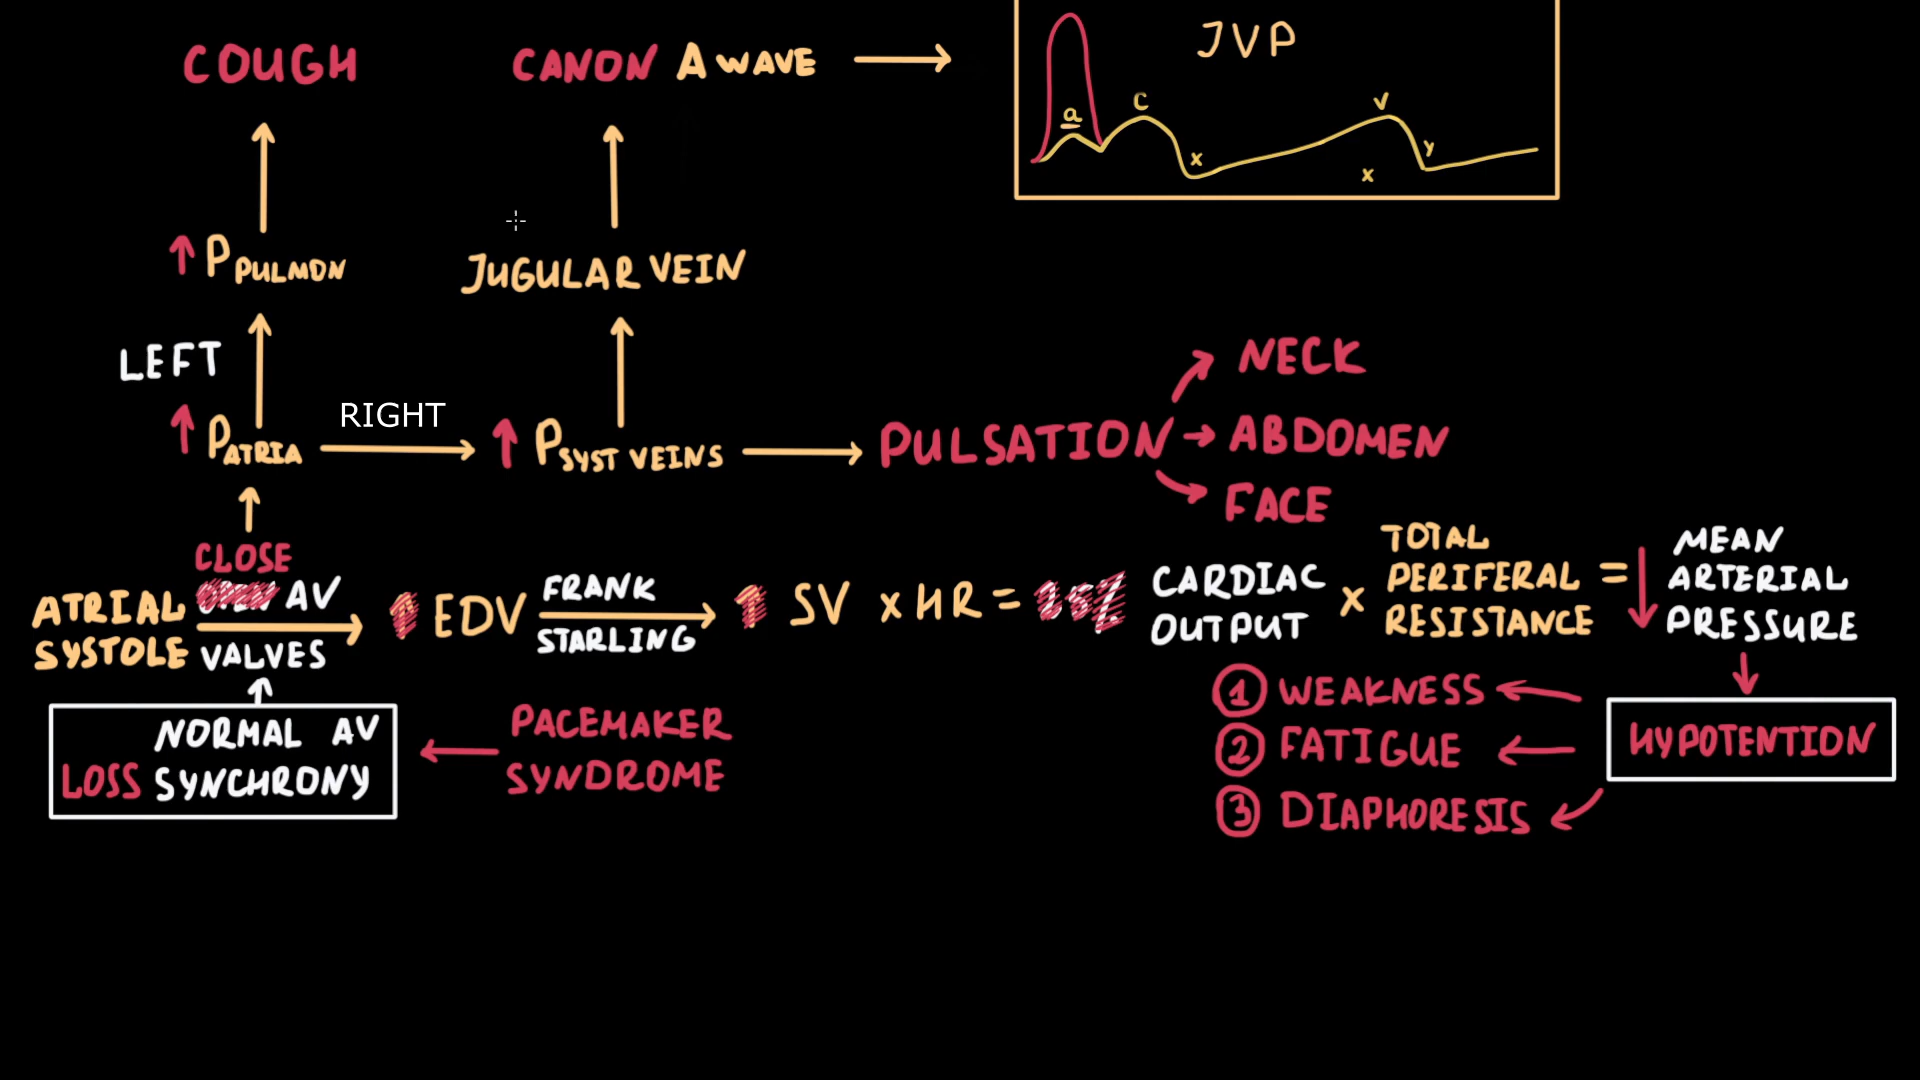 COUGH
CANON A WAVE
JVP
a
C
x
V
x
y
↑ P PULMON
JUGULAR VEIN
LEFT
RIGHT
↑ P ATRIA
↑ P SYST VEINS
PULSATION
NECK
ABDOMEN
FACE
CLOSE
ATRIAL
SYSTOLE
AV
VALVES
EDV
FRANK
STARLING
SV x HR =
25%
CARDIAC
OUTPUT
x
TOTAL
PERIFERAL
RESISTANCE
=
MEAN
ARTERIAL
PRESSURE
NORMAL AV
LOSS SYNCHRONY
PACEMAKER
SYNDROME
1 WEAKNESS
2 FATIGUE
3 DIAPHORESIS
HYPOTENTION